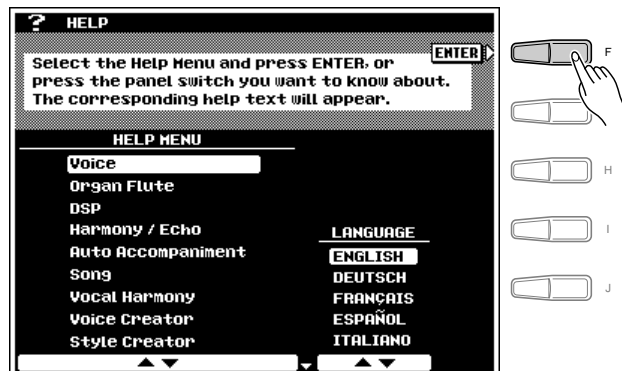 ? HELP
ENTER
Select the Help Menu and press ENTER, or
press the panel switch you want to know about.
The corresponding help text will appear.
HELP MENU
Voice
Organ Flute
DSP
Harmony / Echo
Auto Accompaniment
Song
Vocal Harmony
Voice Creator
Style Creator
LANGUAGE
ENGLISH
DEUTSCH
FRANÇAIS
ESPAÑOL
ITALIANO
F
H
I
J